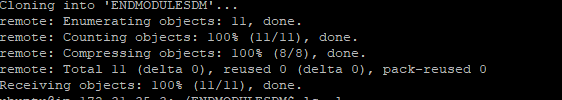 Cloning into 'ENDMODULESDM'...
remote: Enumerating objects: 11, done.
remote: Counting objects: 100% (11/11), done.
remote: Compressing objects: 100% (8/8), done.
remote: Total 11 (delta 0), reused 0 (delta 0), pack-reused 0
Receiving objects: 100% (11/11), done.